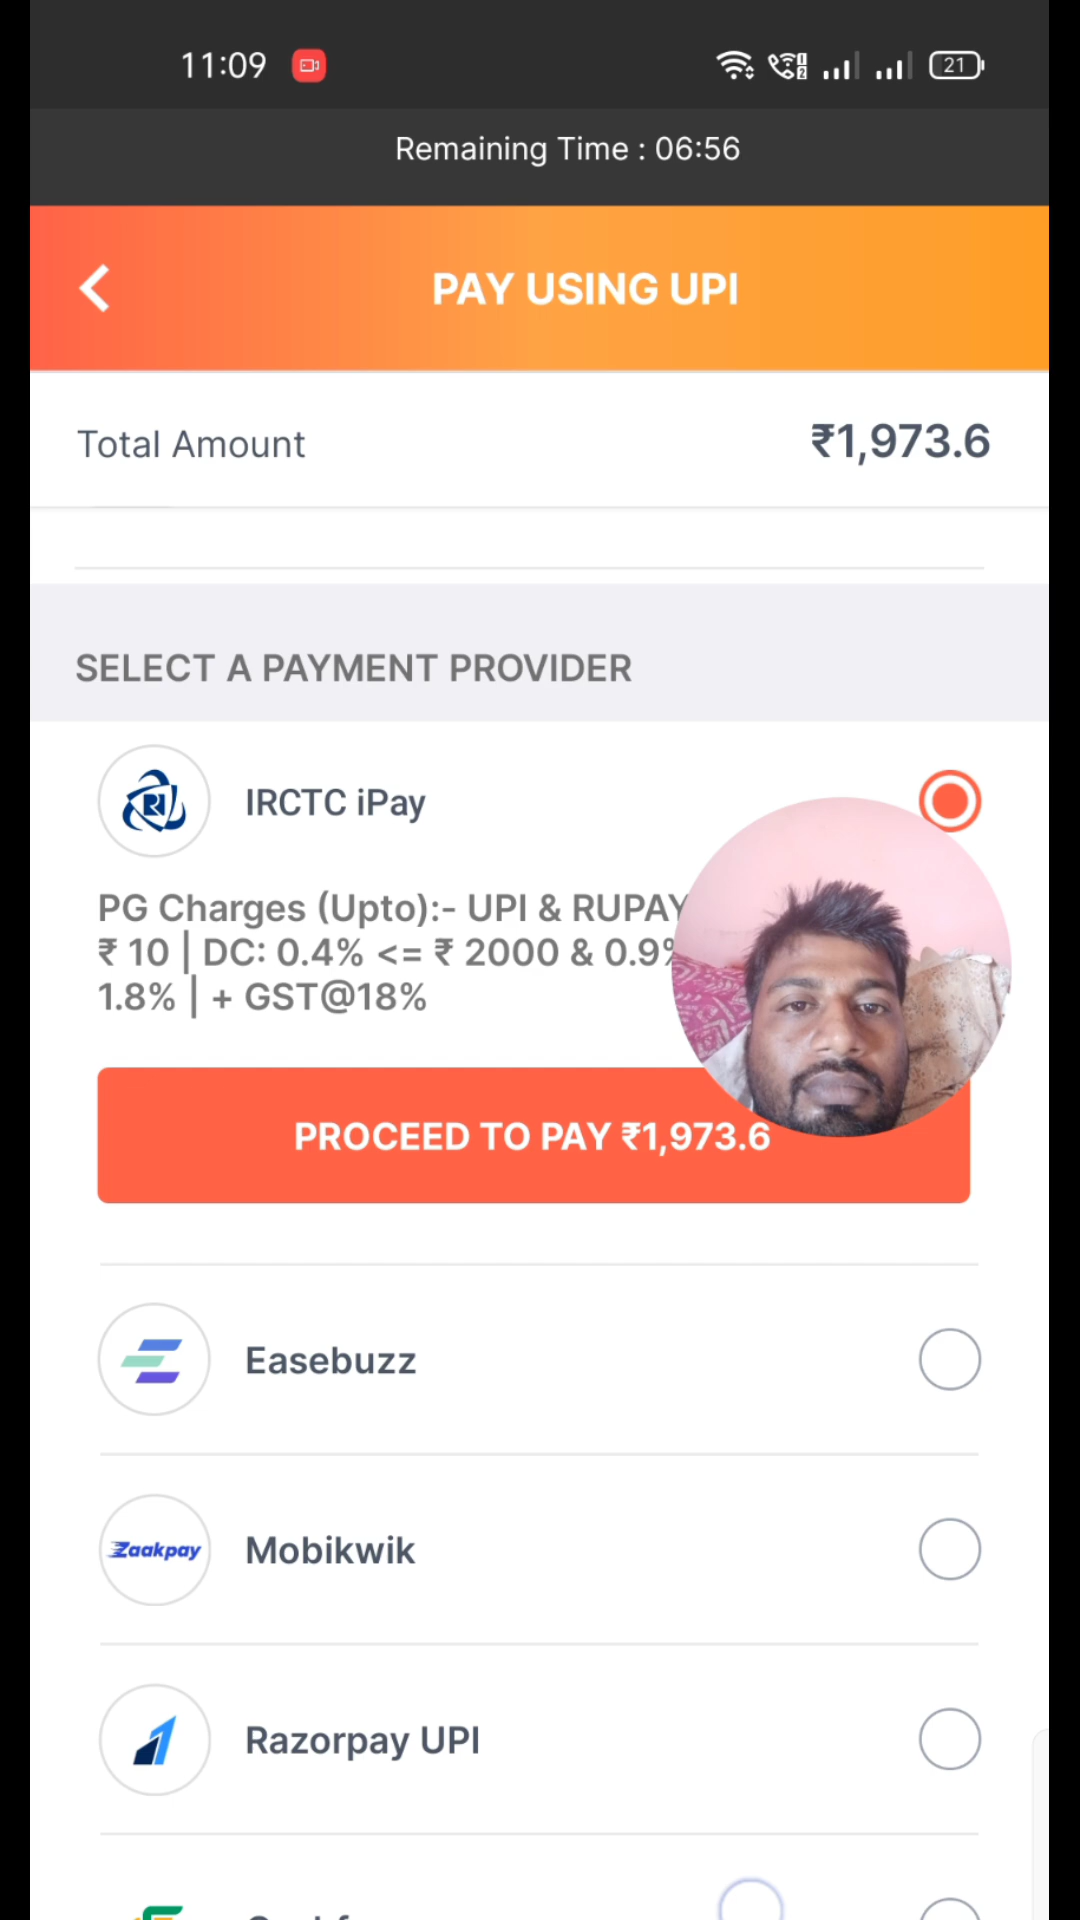 11:09
21
Remaining Time : 06:56
PAY USING UPI
Total Amount
₹1,973.6
SELECT A PAYMENT PROVIDER
IRCTC iPay
PG Charges (Upto):- UPI & RUPAY
₹ 10 | DC: 0.4% <= ₹ 2000 & 0.9%
1.8% | + GST@18%
PROCEED TO PAY ₹1,973.6
Easebuzz
Zaakpay
Mobikwik
Razorpay UPI